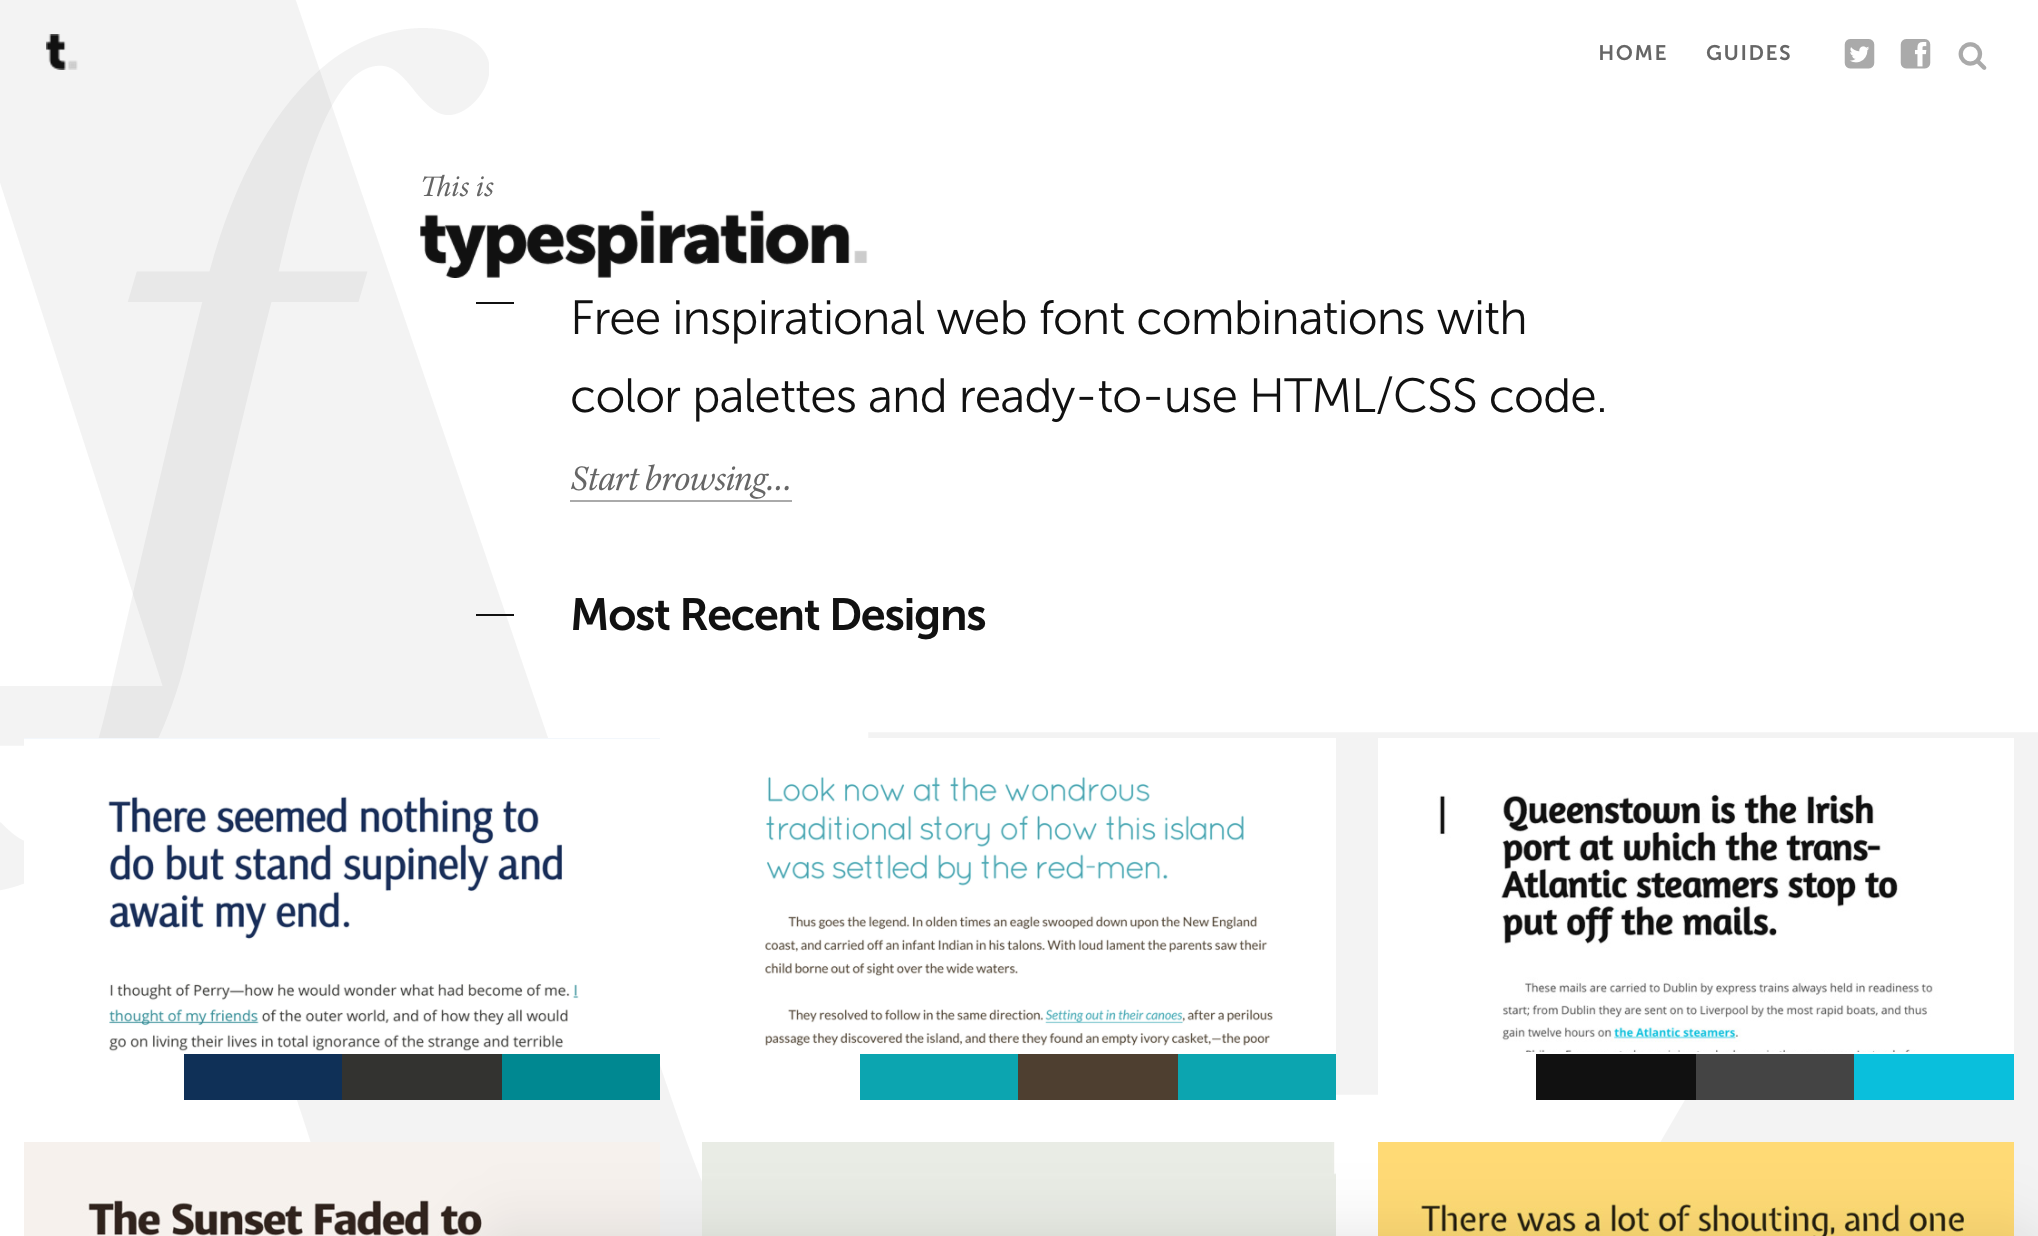 t.
HOME GUIDES
This is
typespiration.
Free inspirational web font combinations with
color palettes and ready-to-use HTML/CSS code.
Start browsing...
Most Recent Designs
There seemed nothing to
do but stand supinely and
await my end.
I thought of Perry—how he would wonder what had become of me. I
thought of my friends of the outer world, and of how they all would
go on living their lives in total ignorance of the strange and terrible
Look now at the wondrous
traditional story of how this island
was settled by the red-men.
Thus goes the legend. In olden times an eagle swooped down upon the New England
coast, and carried off an infant Indian in his talons. With loud lament the parents saw their
child borne out of sight over the wide waters.
They resolved to follow in the same direction. Setting out in their canoes, after a perilous
passage they discovered the island, and there they found an empty ivory casket,—the poor
Queenstown is the Irish
port at which the trans-
Atlantic steamers stop to
put off the mails.
These mails are carried to Dublin by express trains always held in readiness to
start; from Dublin they are sent on to Liverpool by the most rapid boats, and thus
gain twelve hours on the Atlantic steamers.
The Sunset Faded to
There was a lot of shouting, and one